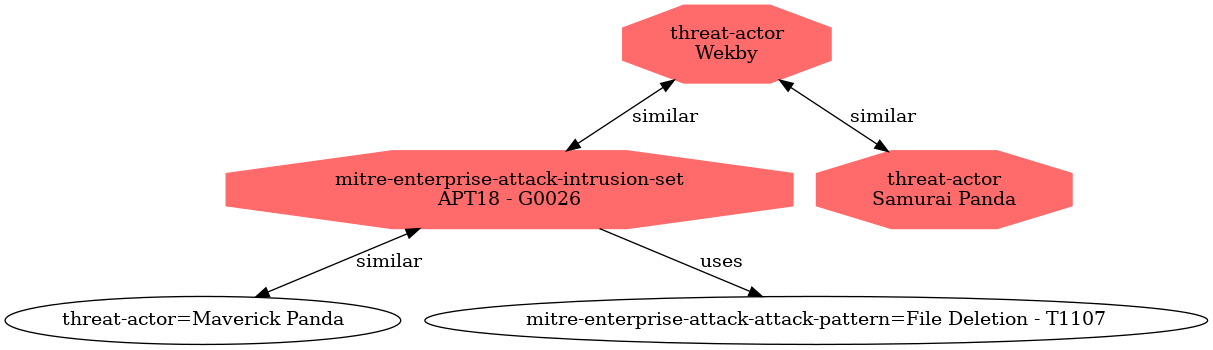 threat-actor
Wekby
similar
similar
mitre-enterprise-attack-intrusion-set
APT18 - G0026
threat-actor
Samurai Panda
similar
uses
threat-actor=Maverick Panda
mitre-enterprise-attack-attack-pattern=File Deletion - T1107